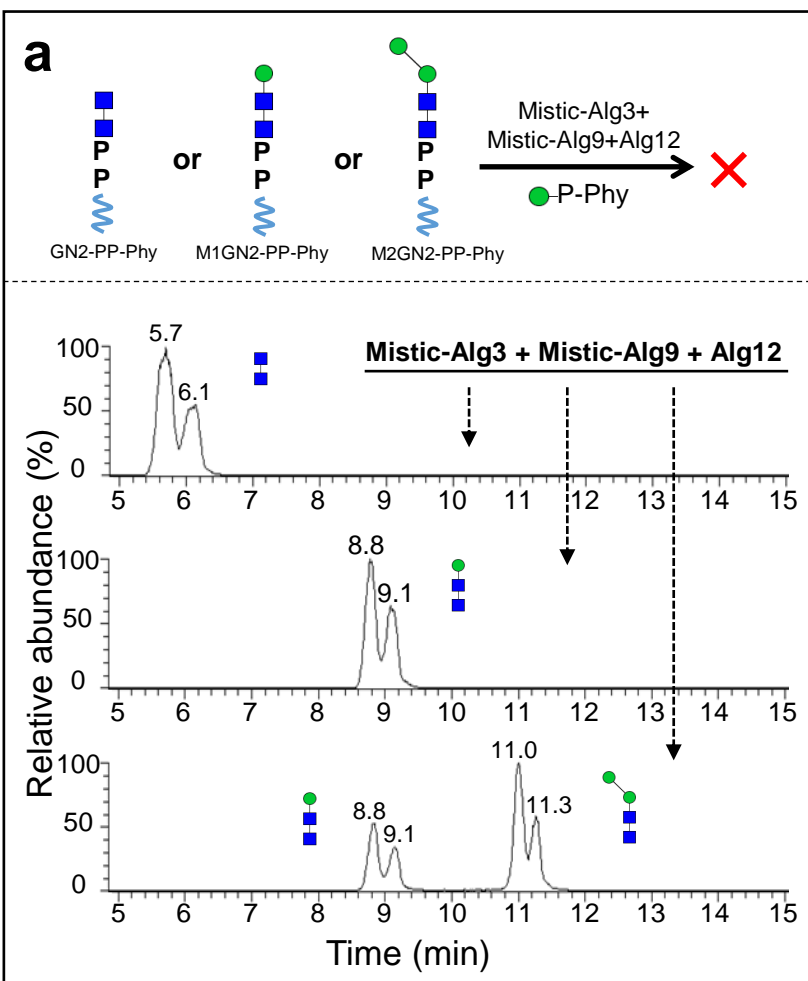 a
P
P
or
P
P
or
P
P
Mistic-Alg3+
Mistic-Alg9+Alg12
P-Phy
GN2-PP-Phy
M1GN2-PP-Phy
M2GN2-PP-Phy
Mistic-Alg3 + Mistic-Alg9 + Alg12
Relative abundance (%)
100
50
0
5.7
6.1
5 6 7 8 9 10 11 12 13 14 15
100
50
0
8.8
9.1
5 6 7 8 9 10 11 12 13 14 15
100
50
0
8.8
9.1
11.0
11.3
5 6 7 8 9 10 11 12 13 14 15
Time (min)